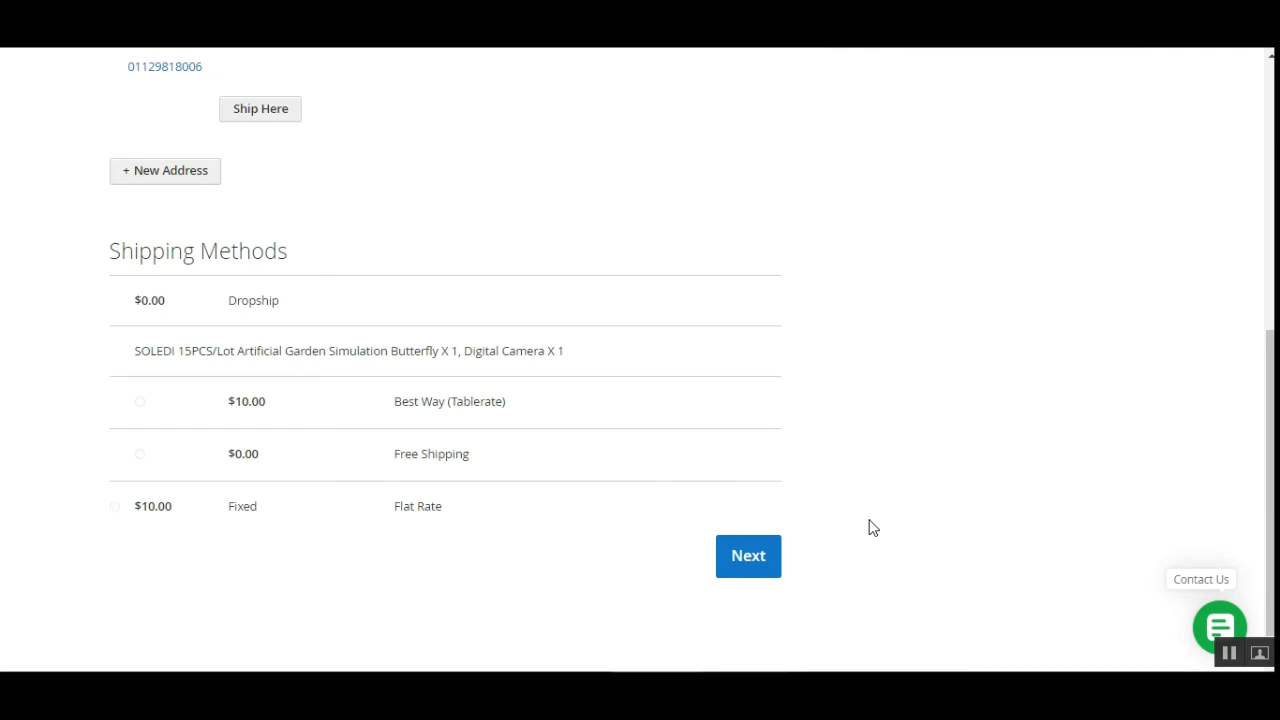 01129818006
Ship Here
+ New Address
Shipping Methods
$0.00 Dropship
SOLEDI 15PCS/Lot Artificial Garden Simulation Butterfly X 1, Digital Camera X 1
$10.00 Best Way (Tablerate)
$0.00 Free Shipping
$10.00 Fixed Flat Rate
Next
Contact Us